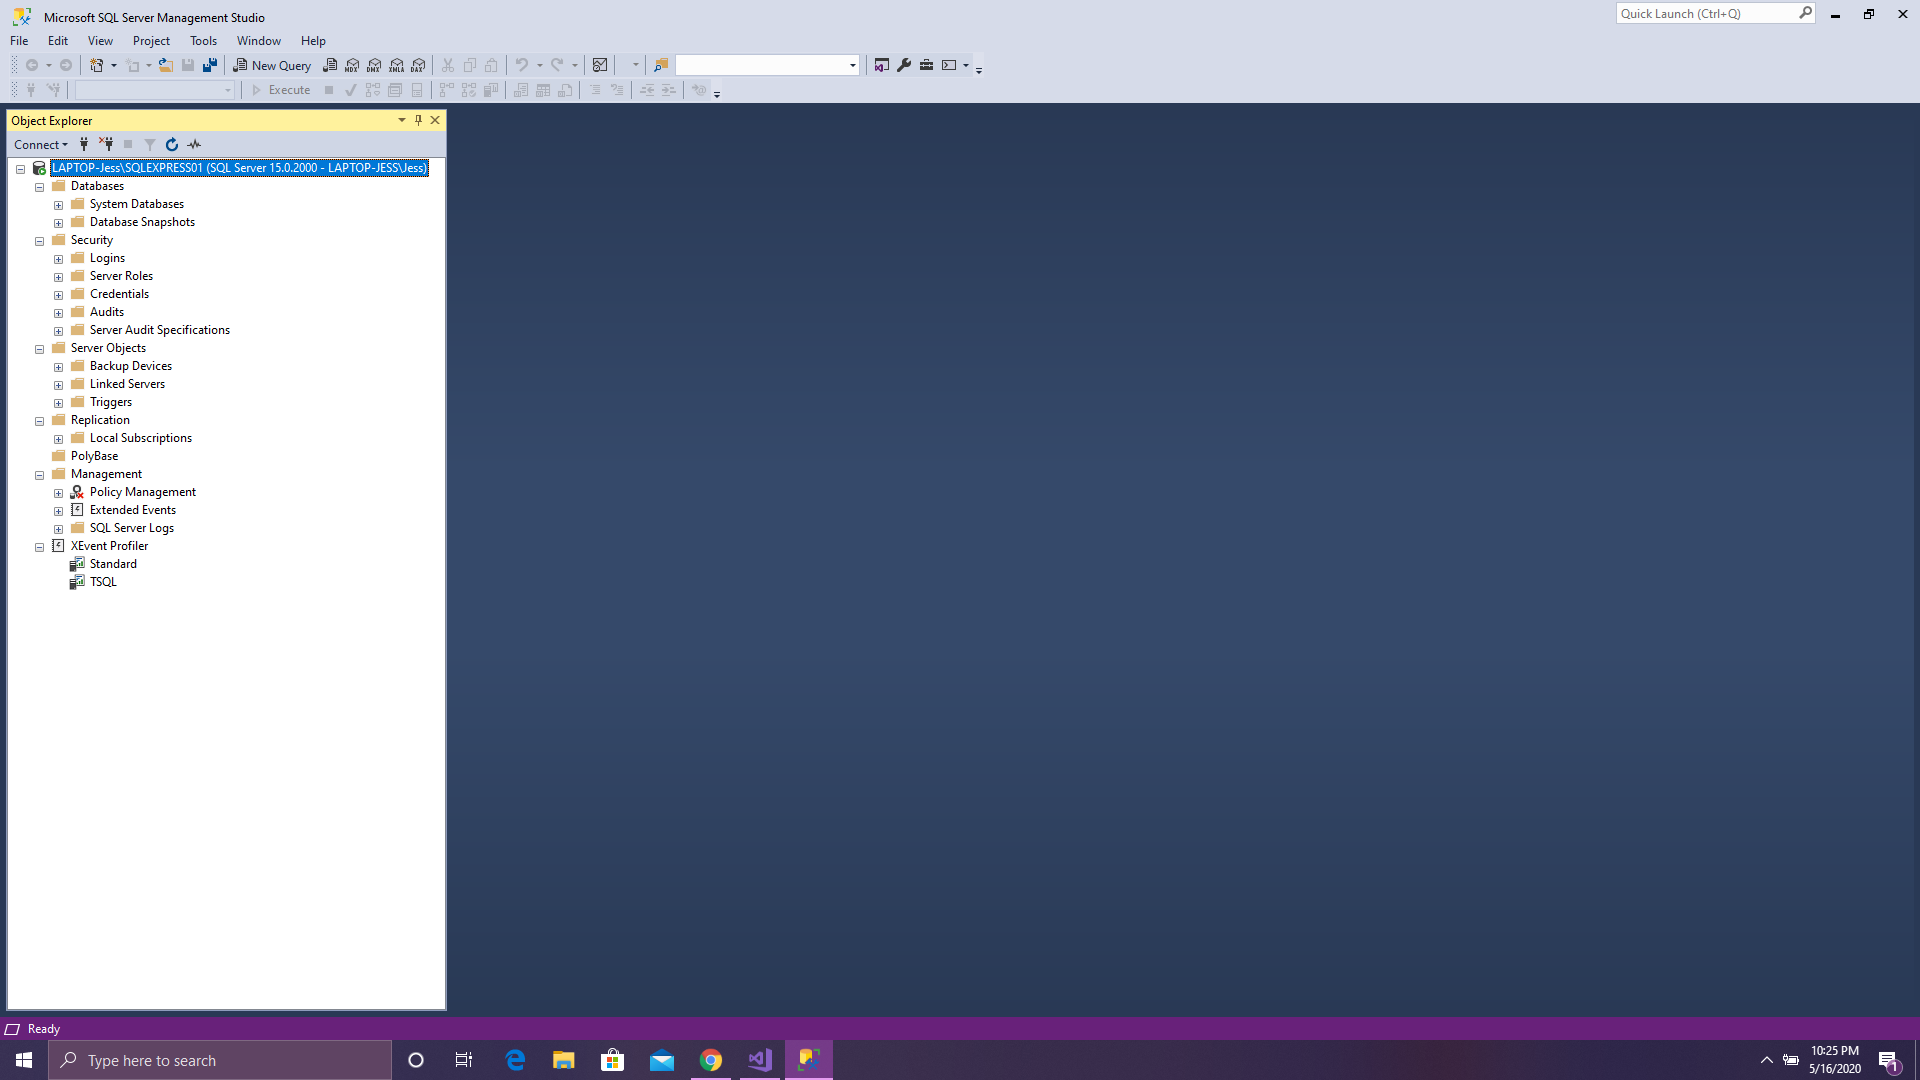 Microsoft SQL Server Management Studio
Quick Launch (Ctrl+Q)
File Edit View Project Tools Window Help
New Query MDX DMX XMLA DAX
Execute
Object Explorer
Connect
LAPTOP-Jess\SQLEXPRESS01 (SQL Server 15.0.2000 - LAPTOP-JESS\Jess)
Databases
System Databases
Database Snapshots
Security
Logins
Server Roles
Credentials
Audits
Server Audit Specifications
Server Objects
Backup Devices
Linked Servers
Triggers
Replication
Local Subscriptions
PolyBase
Management
Policy Management
Extended Events
SQL Server Logs
XEvent Profiler
Standard
TSQL
Ready
Type here to search
10:25 PM
5/16/2020
1